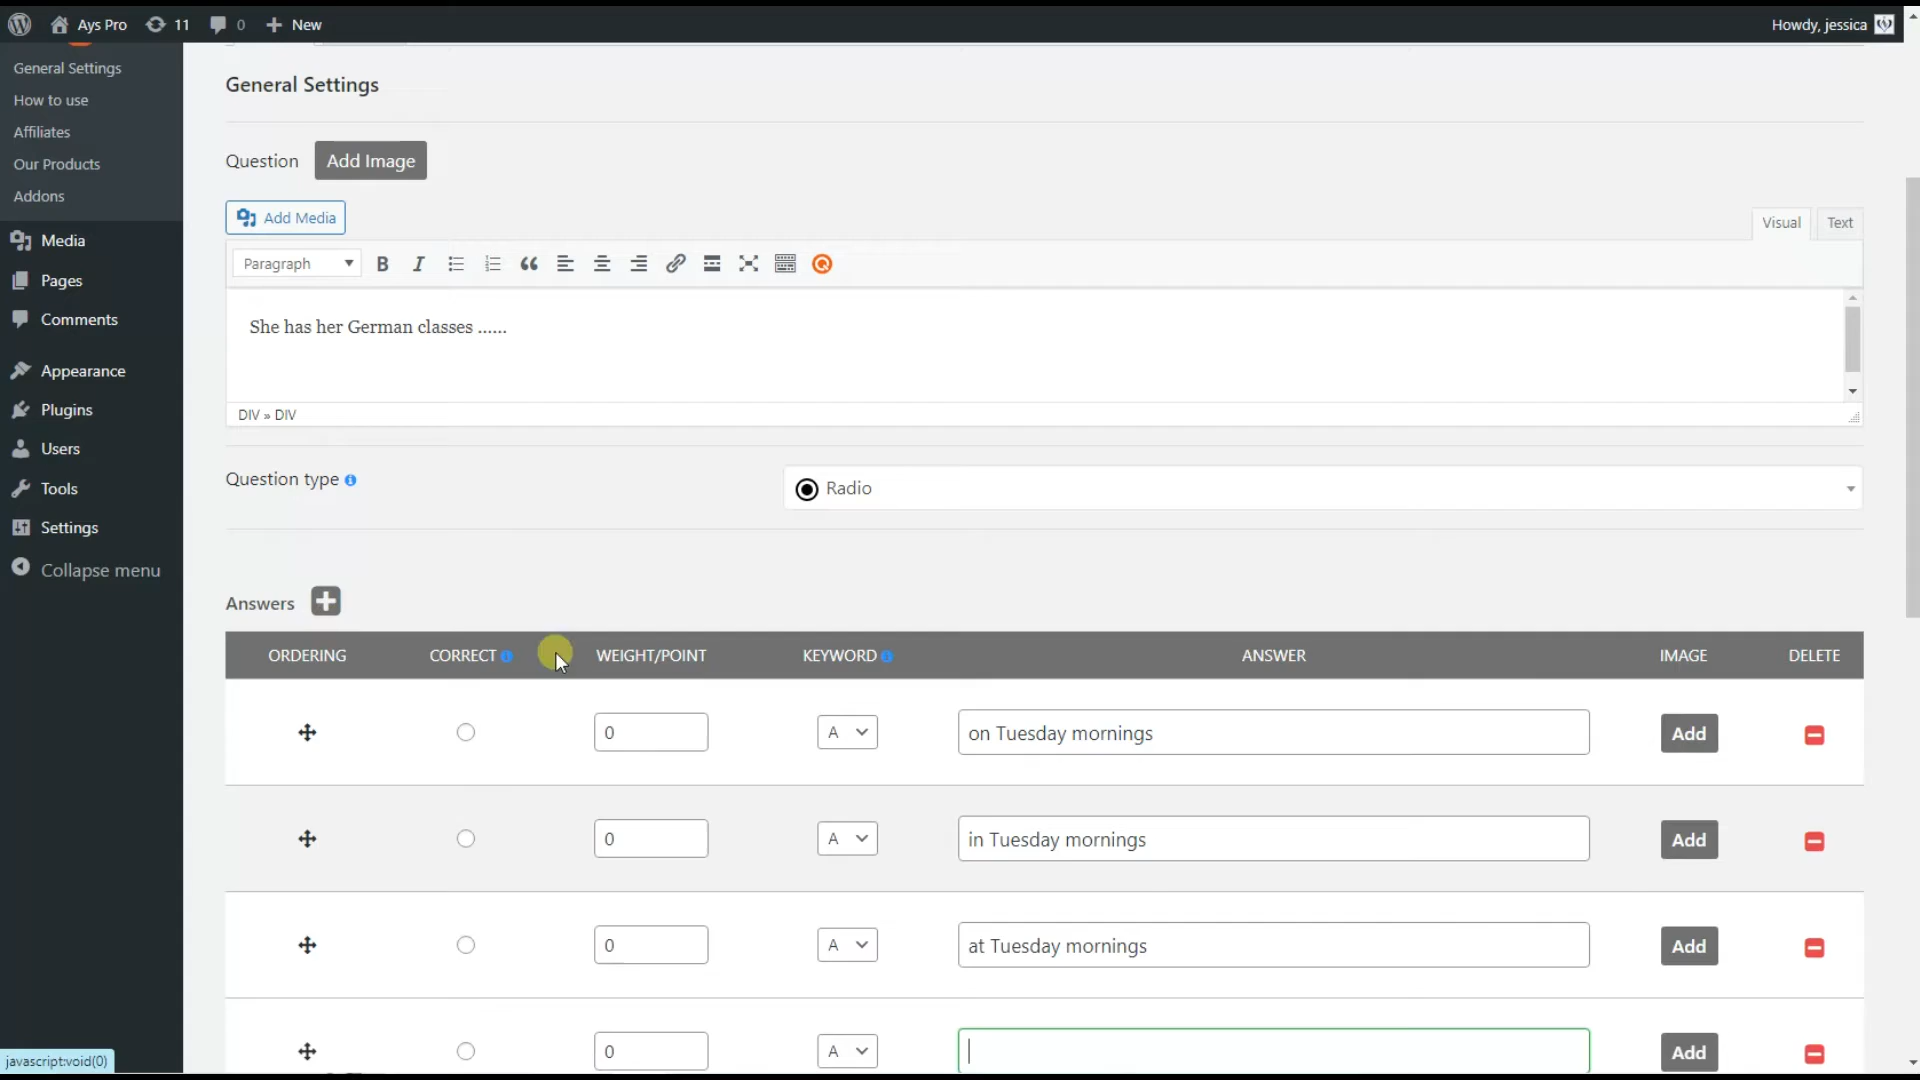 Ays Pro 11 0 New Howdy, jessica
General Settings
How to use
Affiliates
Our Products
Addons
Media
Pages
Comments
Appearance
Plugins
Users
Tools
Settings
Collapse menu
javascript:void(0)
General Settings
Question Add Image
Add Media
Visual Text
Paragraph B I
She has her German classes ......
DIV » DIV
Question type Radio
Answers
ORDERING CORRECT WEIGHT/POINT KEYWORD ANSWER IMAGE DELETE
0 A on Tuesday mornings Add
0 A in Tuesday mornings Add
0 A at Tuesday mornings Add
0 A Add